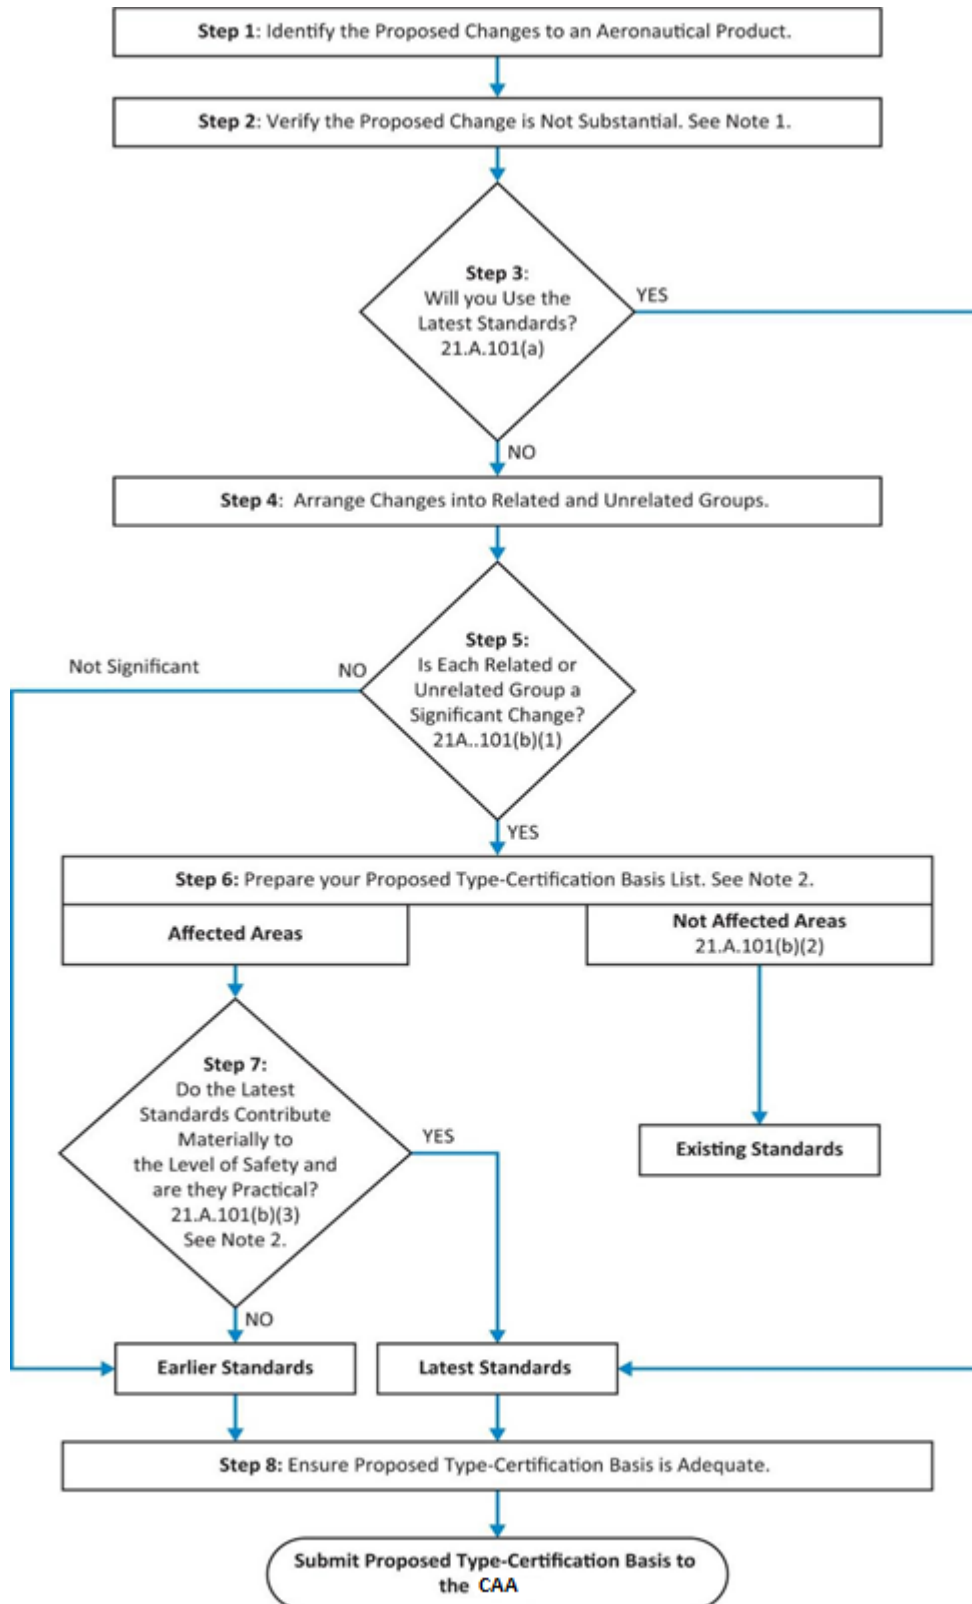 Step 1: Identify the Proposed Changes to an Aeronautical Product.
Step 2: Verify the Proposed Change is Not Substantial. See Note 1.
Step 3:
Will you Use the
Latest Standards?
21.A.101(a)
YES
NO
Step 4: Arrange Changes into Related and Unrelated Groups.
Step 5:
Is Each Related or
Unrelated Group a
Significant Change?
21A..101(b)(1)
Not Significant
NO
YES
Step 6: Prepare your Proposed Type-Certification Basis List. See Note 2.
Affected Areas
Not Affected Areas
21.A.101(b)(2)
Step 7:
Do the Latest
Standards Contribute
Materially to
the Level of Safety and
are they Practical?
21.A.101(b)(3)
See Note 2.
YES
NO
Existing Standards
Earlier Standards
Latest Standards
Step 8: Ensure Proposed Type-Certification Basis is Adequate.
Submit Proposed Type-Certification Basis to
the CAA